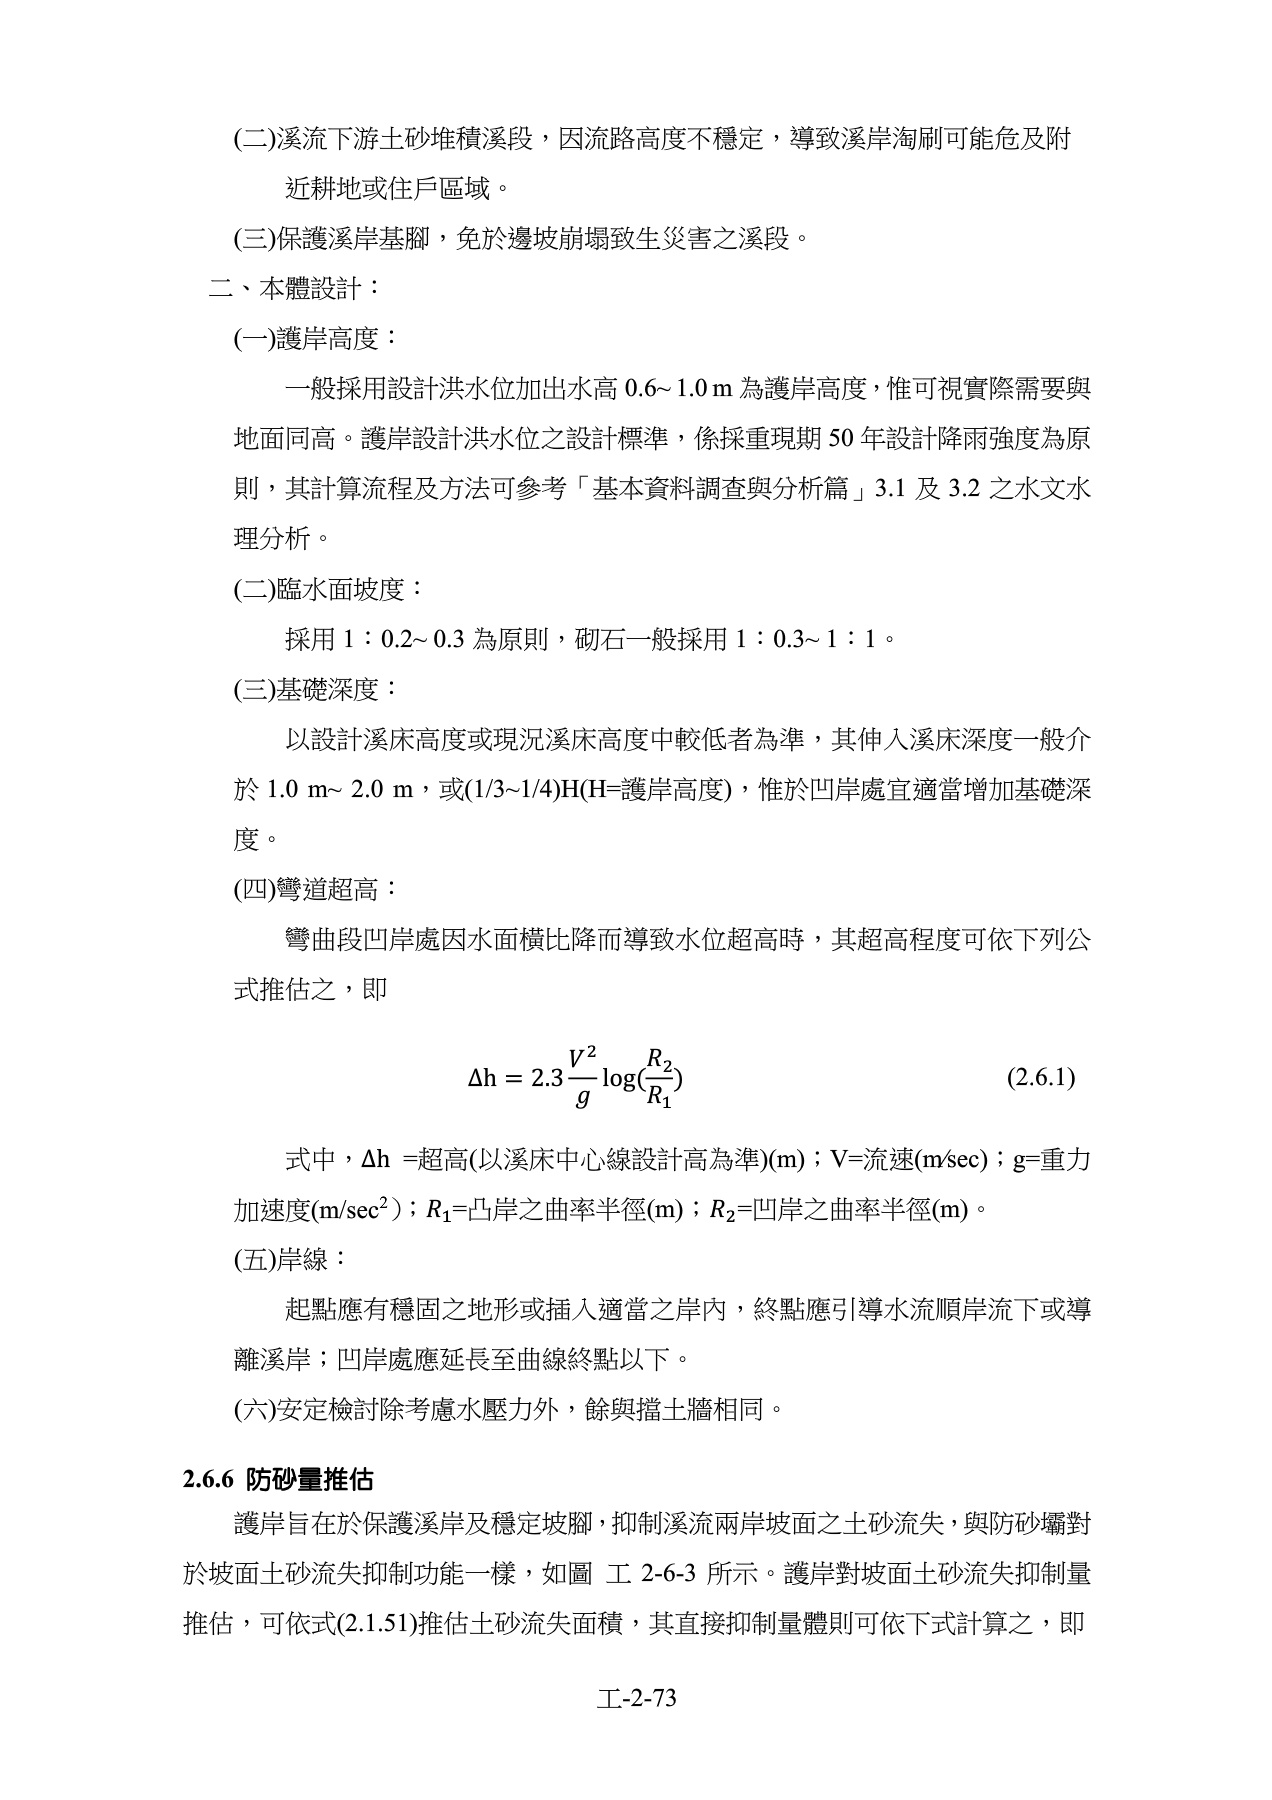 (二)溪流下游土砂堆積溪段，因流路高度不穩定，導致溪岸淘刷可能危及附
近耕地或住戶區域。
(三)保護溪岸基腳，免於邊坡崩塌致生災害之溪段。
二、本體設計：
(一)護岸高度：
一般採用設計洪水位加出水高 0.6~ 1.0 m 為護岸高度，惟可視實際需要與
地面同高。護岸設計洪水位之設計標準，係採重現期 50 年設計降雨強度為原
則，其計算流程及方法可參考「基本資料調查與分析篇」3.1 及 3.2 之水文水
理分析。
(二)臨水面坡度：
採用 1：0.2~ 0.3 為原則，砌石一般採用 1：0.3~ 1：1。
(三)基礎深度：
以設計溪床高度或現況溪床高度中較低者為準，其伸入溪床深度一般介
於 1.0 m~ 2.0 m，或(1/3~1/4)H(H=護岸高度)，惟於凹岸處宜適當增加基礎深
度。
(四)彎道超高：
彎曲段凹岸處因水面橫比降而導致水位超高時，其超高程度可依下列公
式推估之，即
Δh = 2.3 V²/g log(R₂/R₁) (2.6.1)
式中，Δh =超高(以溪床中心線設計高為準)(m)；V=流速(m∕sec)；g=重力
加速度(m/sec²)；R₁=凸岸之曲率半徑(m)；R₂=凹岸之曲率半徑(m)。
(五)岸線：
起點應有穩固之地形或插入適當之岸內，終點應引導水流順岸流下或導
離溪岸；凹岸處應延長至曲線終點以下。
(六)安定檢討除考慮水壓力外，餘與擋土牆相同。
2.6.6 防砂量推估
護岸旨在於保護溪岸及穩定坡腳，抑制溪流兩岸坡面之土砂流失，與防砂壩對
於坡面土砂流失抑制功能一樣，如圖 工 2-6-3 所示。護岸對坡面土砂流失抑制量
推估，可依式(2.1.51)推估土砂流失面積，其直接抑制量體則可依下式計算之，即
工-2-73